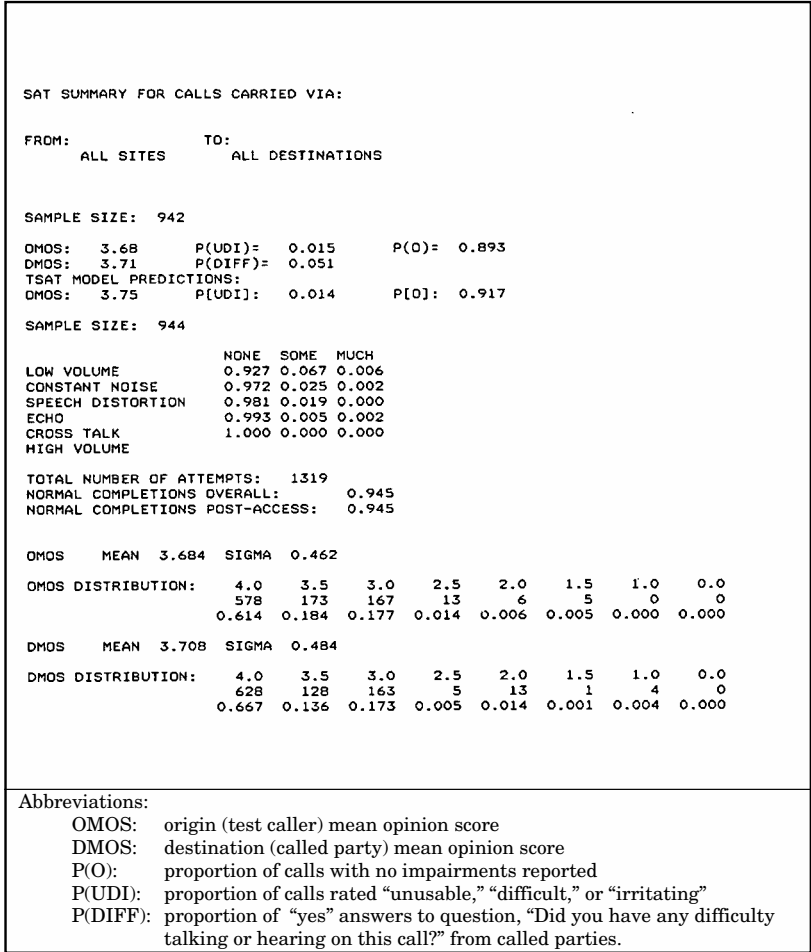 SAT SUMMARY FOR CALLS CARRIED VIA:
FROM: TO:
ALL SITES ALL DESTINATIONS
SAMPLE SIZE: 942
OMOS: 3.68 P(UDI)= 0.015 P(O)= 0.893
DMOS: 3.71 P(DIFF)= 0.051
TSAT MODEL PREDICTIONS:
OMOS: 3.75 P[UDI]: 0.014 P[O]: 0.917
SAMPLE SIZE: 944
NONE SOME MUCH
LOW VOLUME 0.927 0.067 0.006
CONSTANT NOISE 0.972 0.025 0.002
SPEECH DISTORTION 0.981 0.019 0.000
ECHO 0.993 0.005 0.002
CROSS TALK 1.000 0.000 0.000
HIGH VOLUME
TOTAL NUMBER OF ATTEMPTS: 1319
NORMAL COMPLETIONS OVERALL: 0.945
NORMAL COMPLETIONS POST-ACCESS: 0.945
OMOS MEAN 3.684 SIGMA 0.462
OMOS DISTRIBUTION: 4.0 3.5 3.0 2.5 2.0 1.5 1.0 0.0
578 173 167 13 6 5 0 0
0.614 0.184 0.177 0.014 0.006 0.005 0.000 0.000
DMOS MEAN 3.708 SIGMA 0.484
DMOS DISTRIBUTION: 4.0 3.5 3.0 2.5 2.0 1.5 1.0 0.0
628 128 163 5 13 1 4 0
0.667 0.136 0.173 0.005 0.014 0.001 0.004 0.000
Abbreviations:
OMOS: origin (test caller) mean opinion score
DMOS: destination (called party) mean opinion score
P(O): proportion of calls with no impairments reported
P(UDI): proportion of calls rated “unusable,” “difficult,” or “irritating”
P(DIFF): proportion of “yes” answers to question, “Did you have any difficulty
talking or hearing on this call?” from called parties.